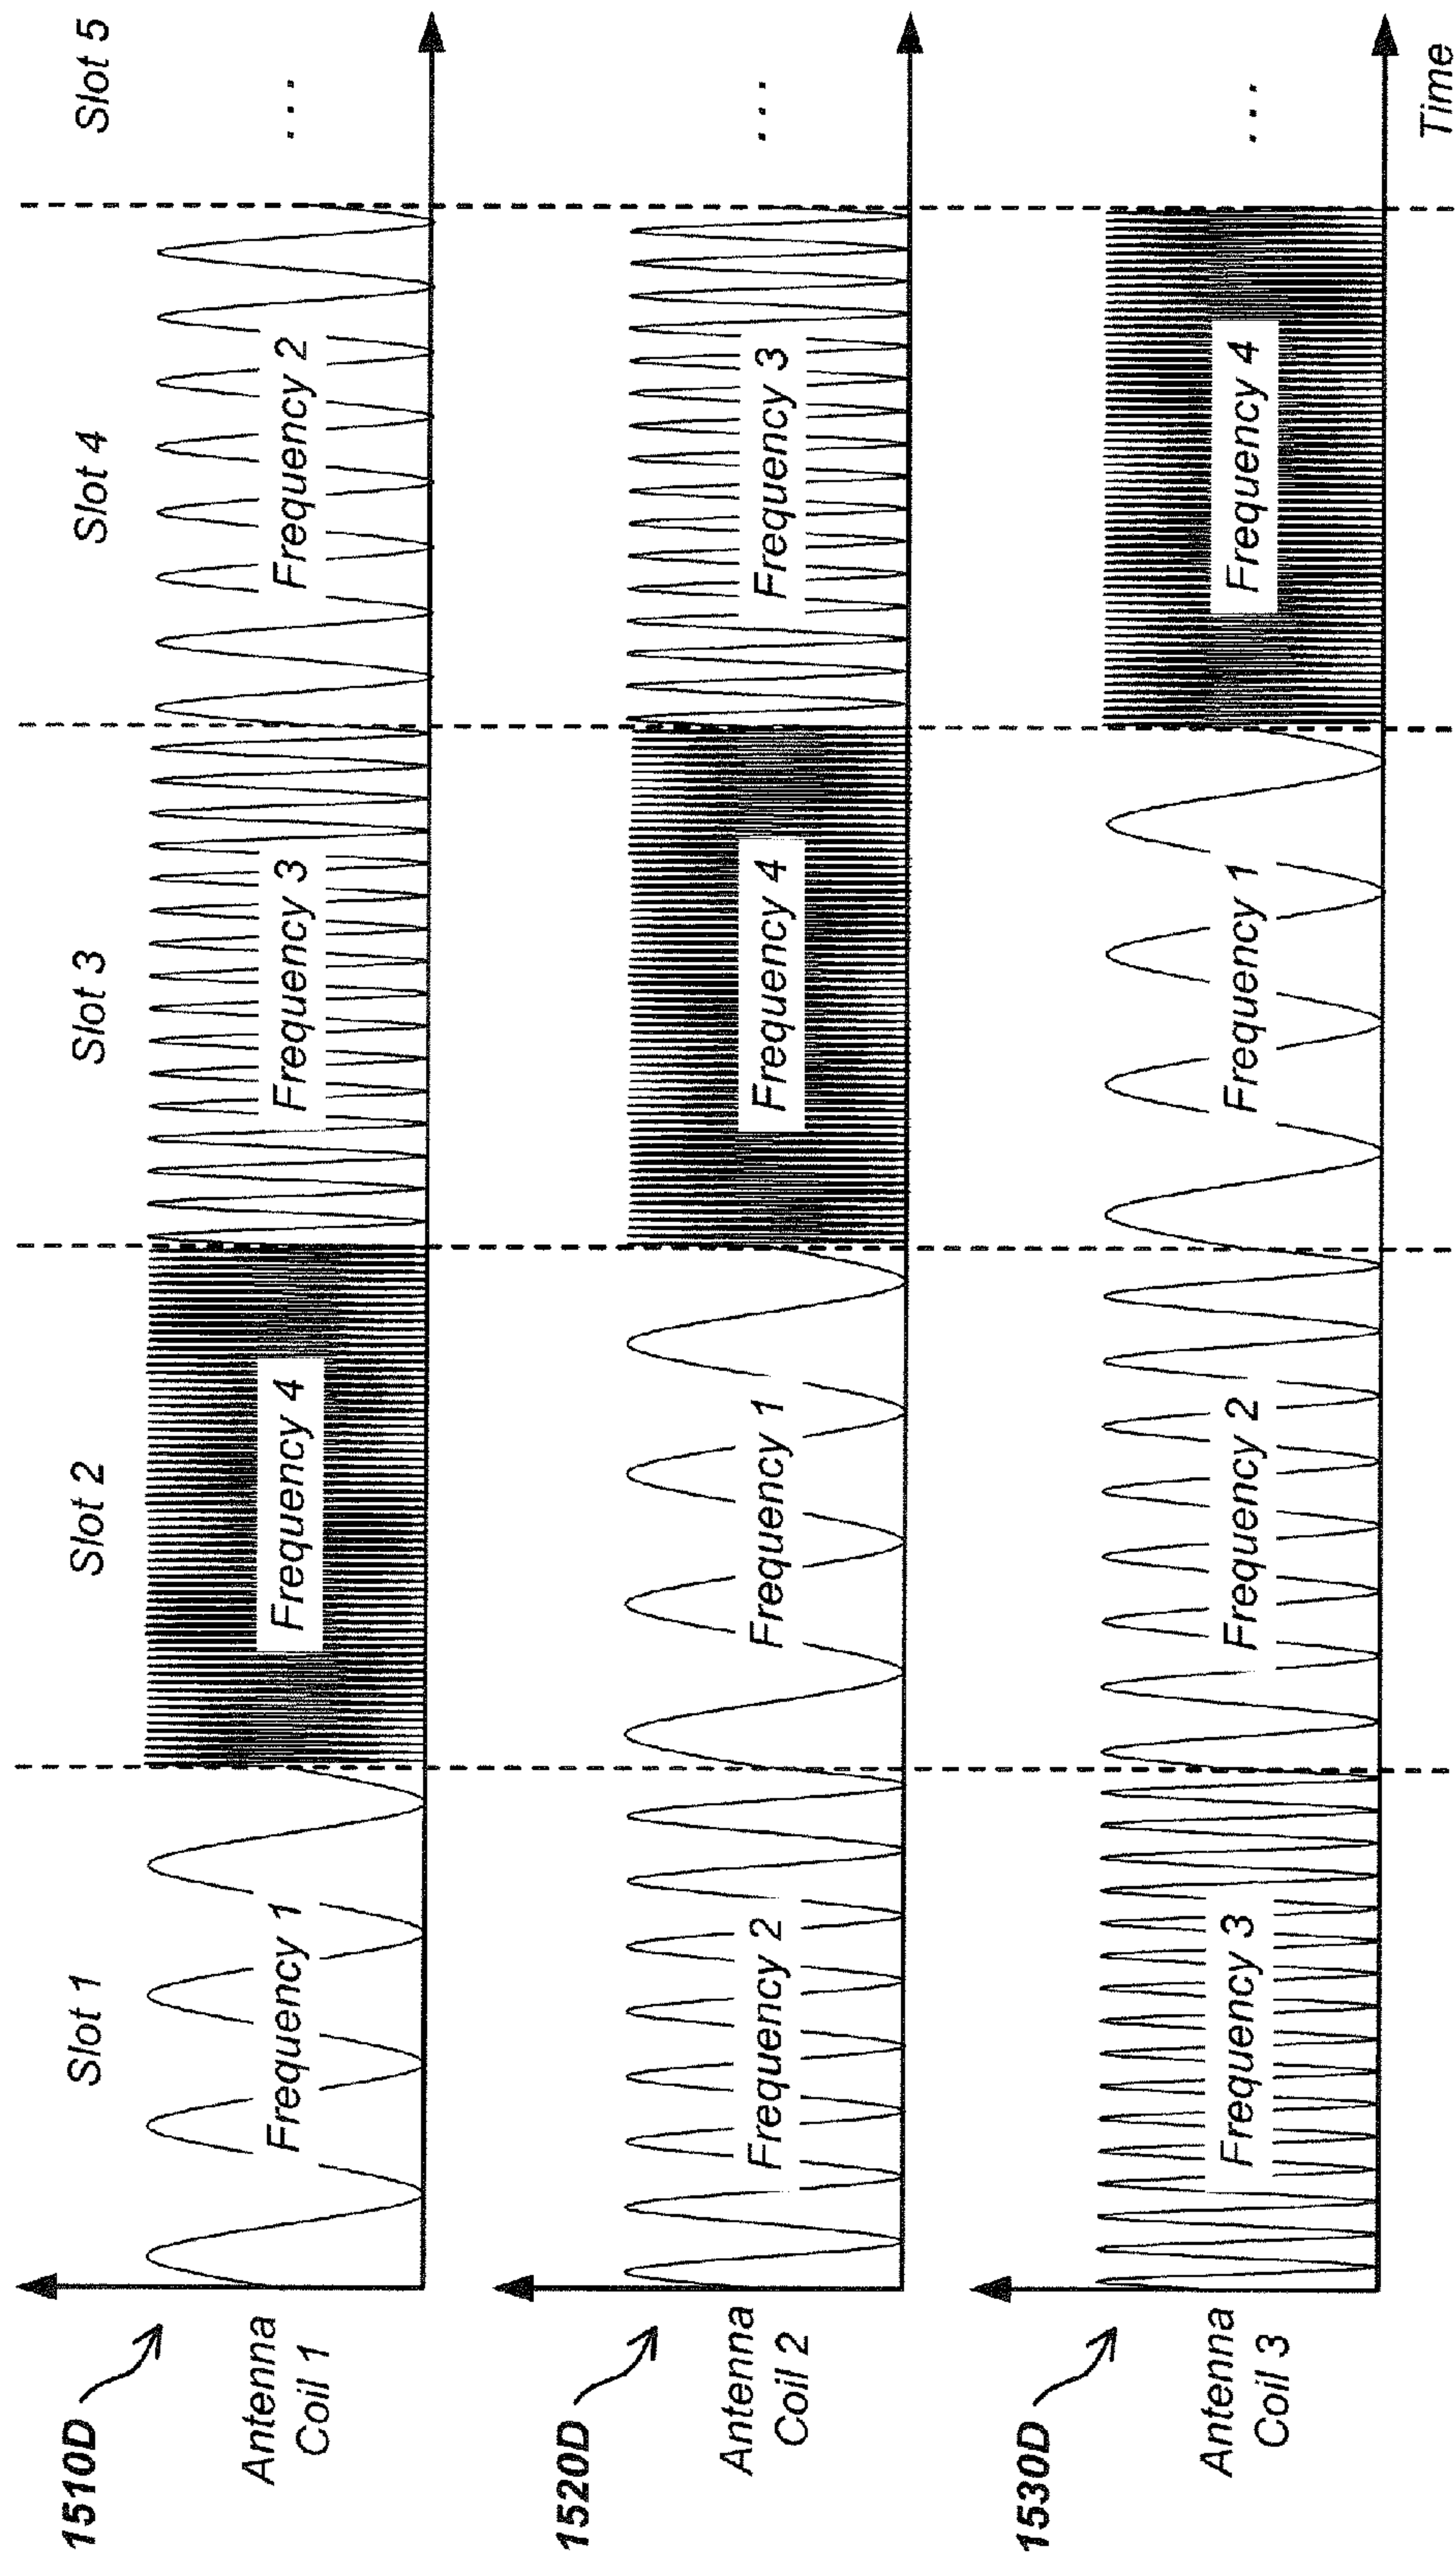 Slot 1
Slot 2
Slot 3
Slot 4
Slot 5
1510D
Antenna
Coil 1
Frequency 1
Frequency 4
Frequency 3
Frequency 2
...
1520D
Antenna
Coil 2
Frequency 2
Frequency 1
Frequency 4
Frequency 3
...
1530D
Antenna
Coil 3
Frequency 3
Frequency 2
Frequency 1
Frequency 4
...
Time